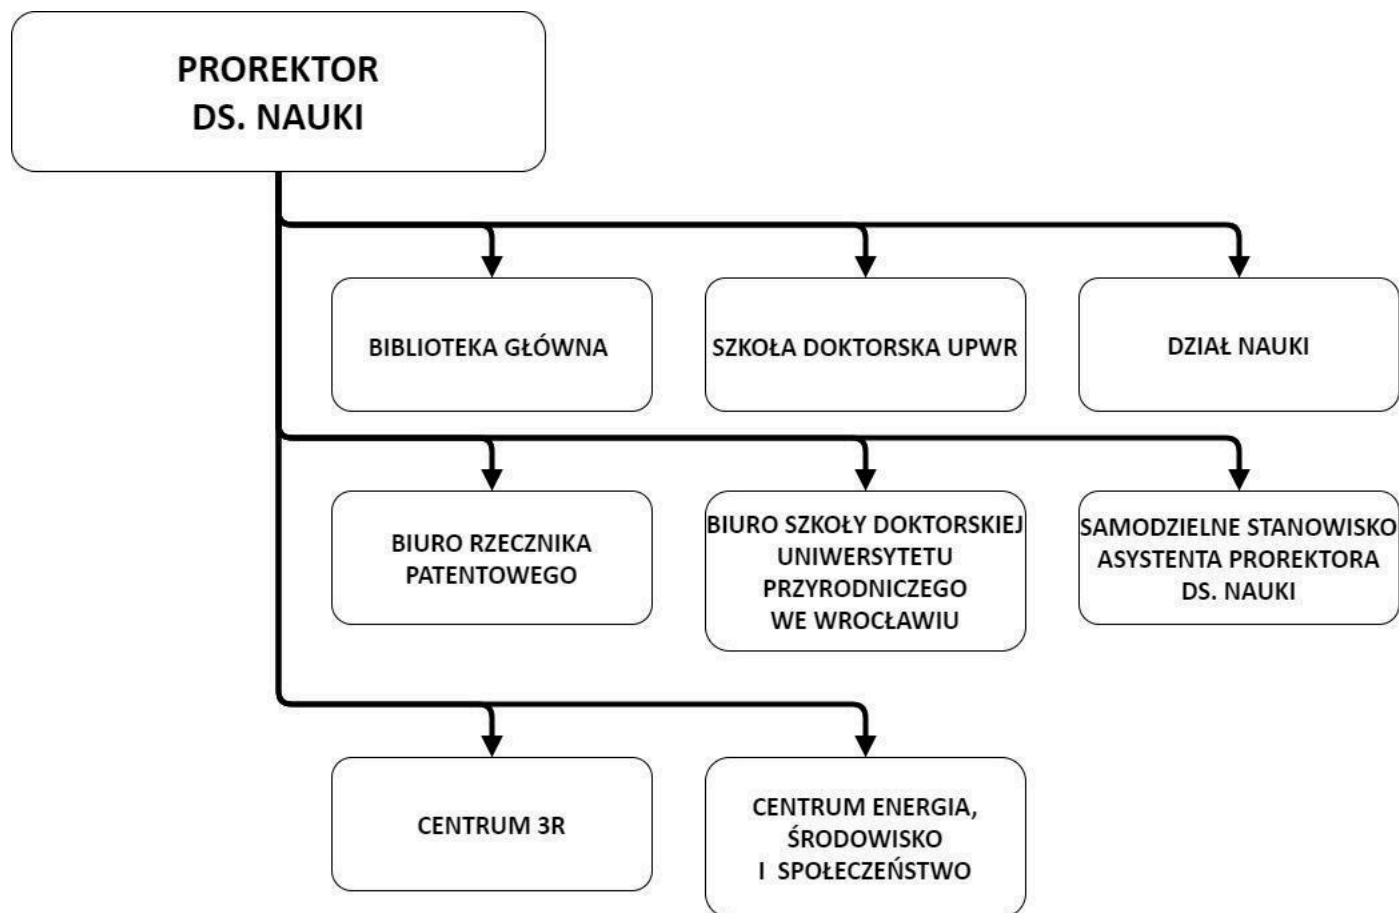 PROREKTOR
DS. NAUKI
BIBLIOTEKA GŁÓWNA
SZKOŁA DOKTORSKA UPWR
DZIAŁ NAUKI
BIURO RZECZNIKA
PATENTOWEGO
BIURO SZKOŁY DOKTORSKIEJ
UNIWERSYTETU
PRZYRODNICZEGO
WE WROCŁAWIU
SAMODZIELNE STANOWISKO
ASYSTENTA PROREKTORA
DS. NAUKI
CENTRUM 3R
CENTRUM ENERGIA,
ŚRODOWISKO
I SPOŁECZEŃSTWO